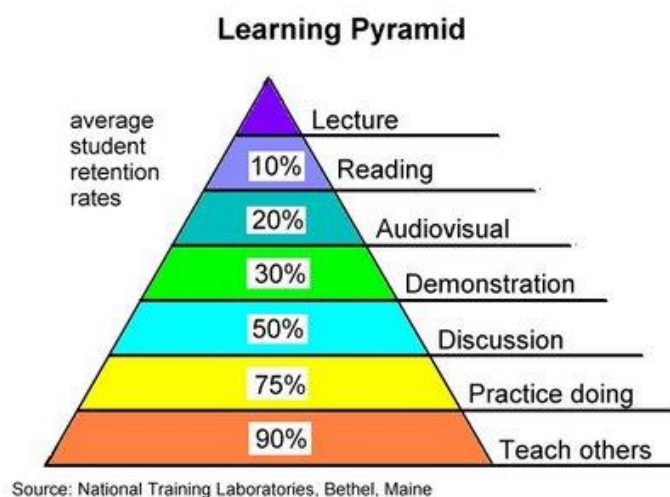 Learning Pyramid
average
student
retention
rates
Lecture
10% Reading
20% Audiovisual
30% Demonstration
50% Discussion
75% Practice doing
90% Teach others
Source: National Training Laboratories, Bethel, Maine